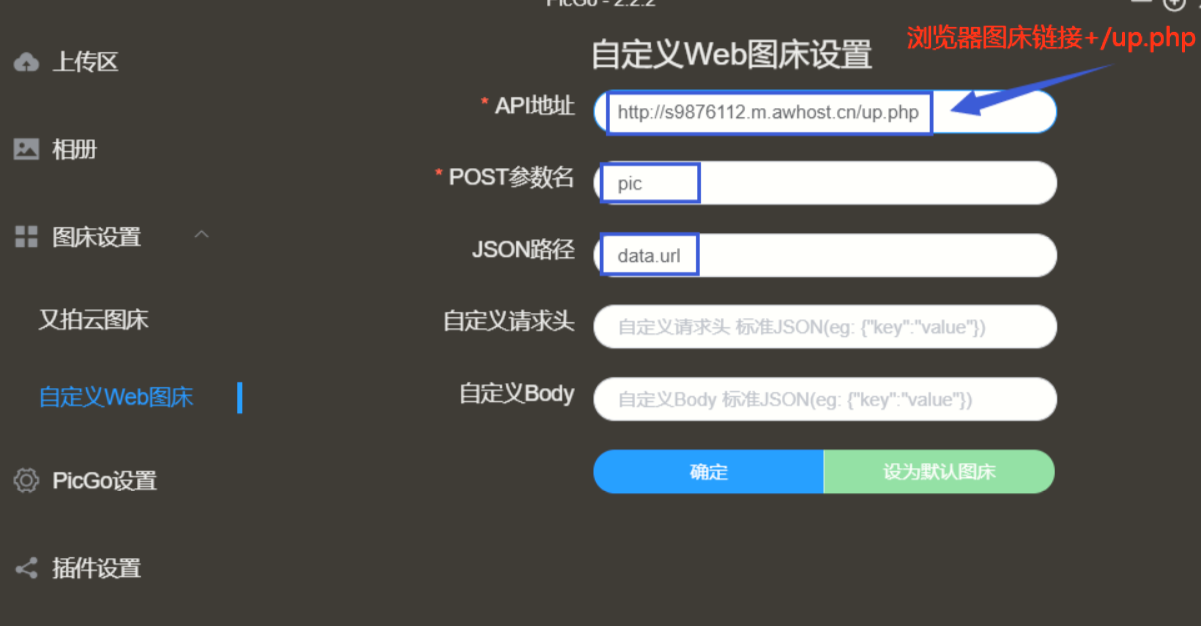 PicGo - 2.2.2
浏览器图床链接+/up.php
上传区
相册
图床设置
又拍云图床
自定义Web图床
PicGo设置
插件设置
自定义Web图床设置
* API地址
http://s9876112.m.awhost.cn/up.php
* POST参数名
pic
JSON路径
data.url
自定义请求头
自定义请求头 标准JSON(eg: {"key":"value"})
自定义Body
自定义Body 标准JSON(eg: {"key":"value"})
确定
设为默认图床